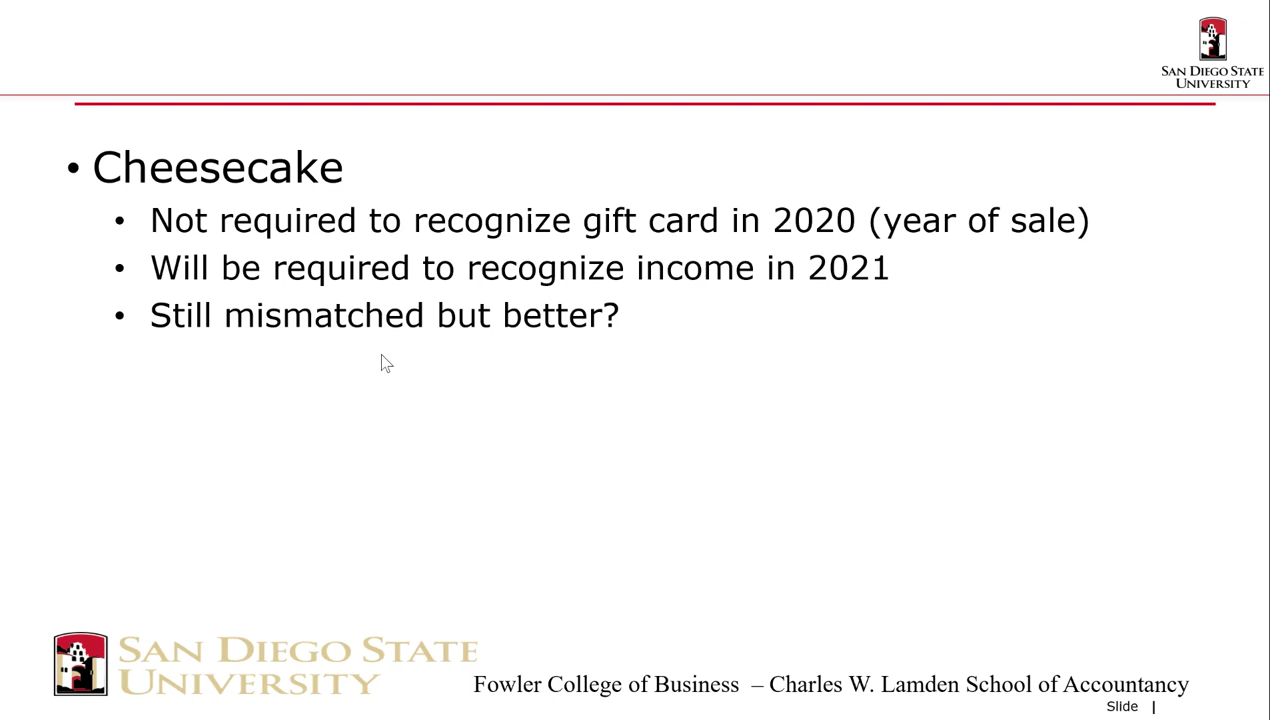 SAN DIEGO STATE
UNIVERSITY
• Cheesecake
• Not required to recognize gift card in 2020 (year of sale)
• Will be required to recognize income in 2021
• Still mismatched but better?
SAN DIEGO STATE
UNIVERSITY
Fowler College of Business – Charles W. Lamden School of Accountancy
Slide |